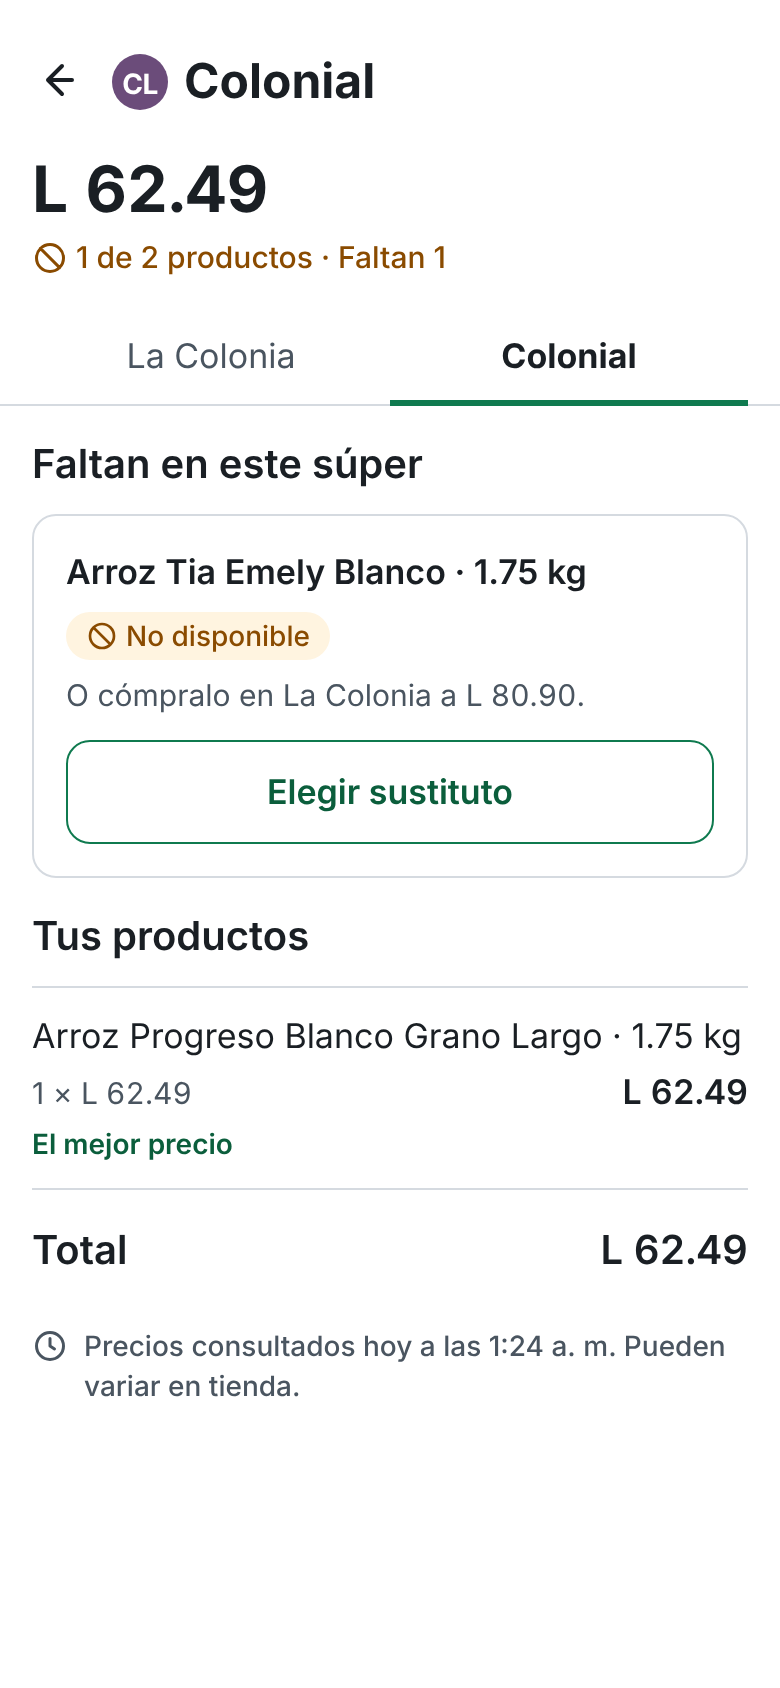 CL Colonial
L 62.49
1 de 2 productos · Faltan 1
La Colonia
Colonial
Faltan en este súper
Arroz Tia Emely Blanco · 1.75 kg
No disponible
O cómpralo en La Colonia a L 80.90.
Elegir sustituto
Tus productos
Arroz Progreso Blanco Grano Largo · 1.75 kg
1 × L 62.49
L 62.49
El mejor precio
Total
L 62.49
Precios consultados hoy a las 1:24 a. m. Pueden
variar en tienda.